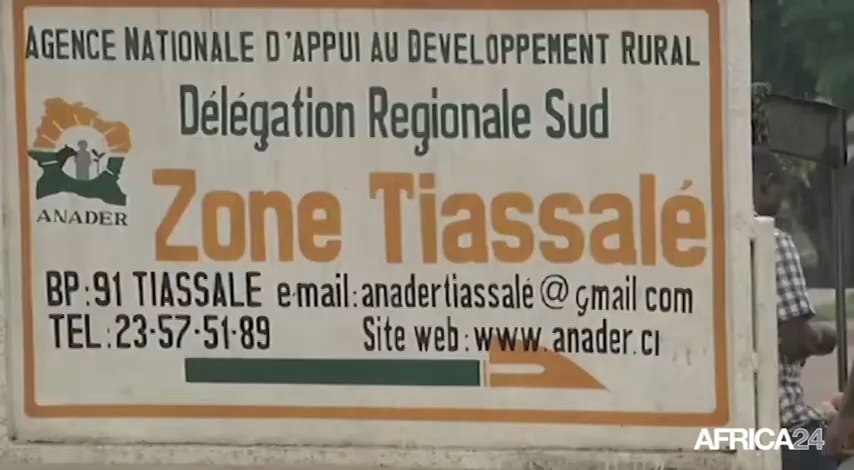 AGENCE NATIONALE D'APPUI AU DEVELOPPEMENT RURAL
Délégation Regionale Sud
ANADER
Zone Tiassalé
BP:91 TIASSALE e-mail:anadertiassalé@gmail com
TEL:23-57-51-89 Site web:www.anader.ci
AFRICA24